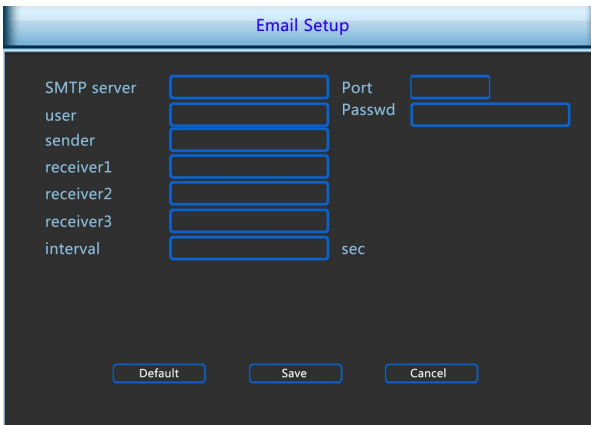 Email Setup
SMTP server Port
user Passwd
sender
receiver1
receiver2
receiver3
interval sec
Default Save Cancel